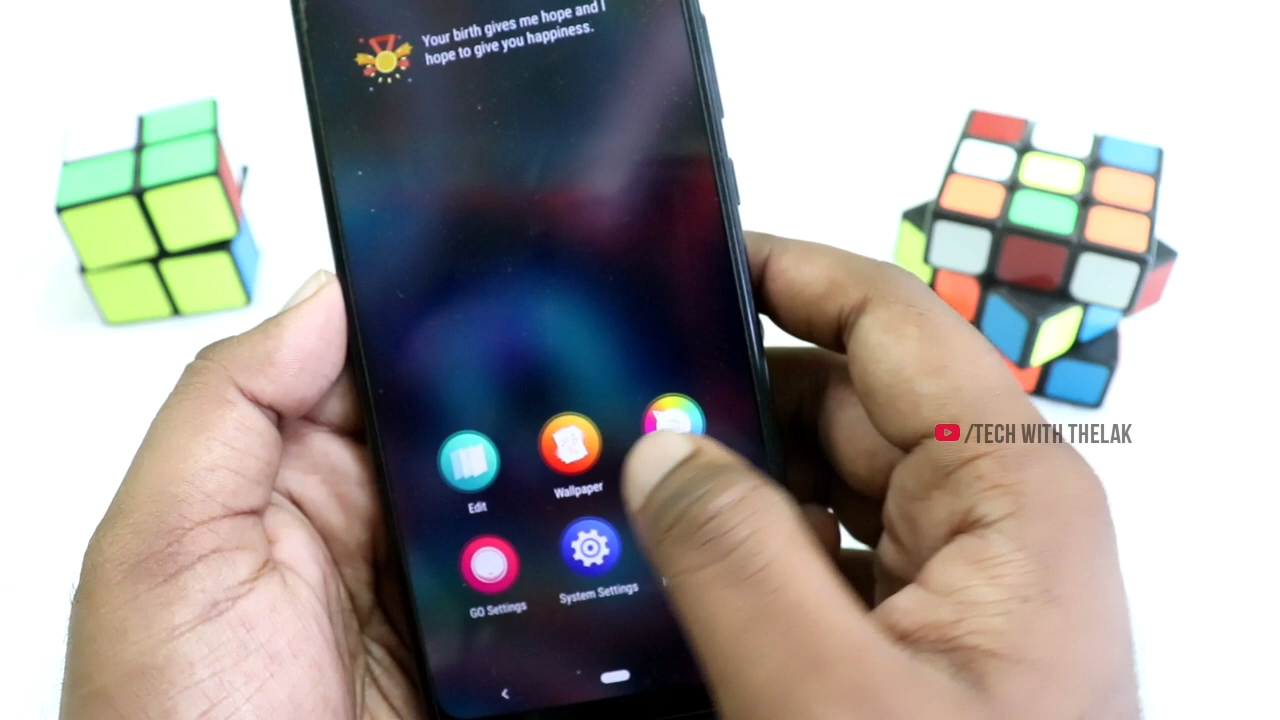 Your birth gives me hope and I
hope to give you happiness.
Edit
Wallpaper
GO Settings
System Settings
/TECH WITH THELAK